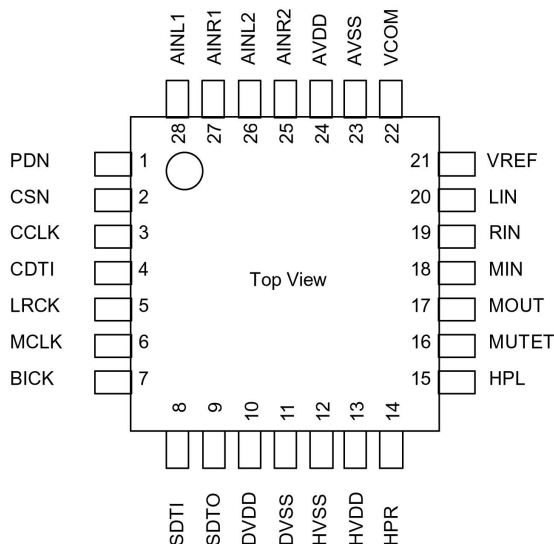 AINL1 AINR1 AINL2 AINR2 AVDD AVSS VCOM
28 27 26 25 24 23 22
PDN 1 21 VREF
CSN 2 20 LIN
CCLK 3 19 RIN
CDTI 4 18 MIN
Top View
LRCK 5 17 MOUT
MCLK 6 16 MUTET
BICK 7 15 HPL
8 9 10 11 12 13 14
SDTI SDTO DVDD DVSS HVSS HVDD HPR